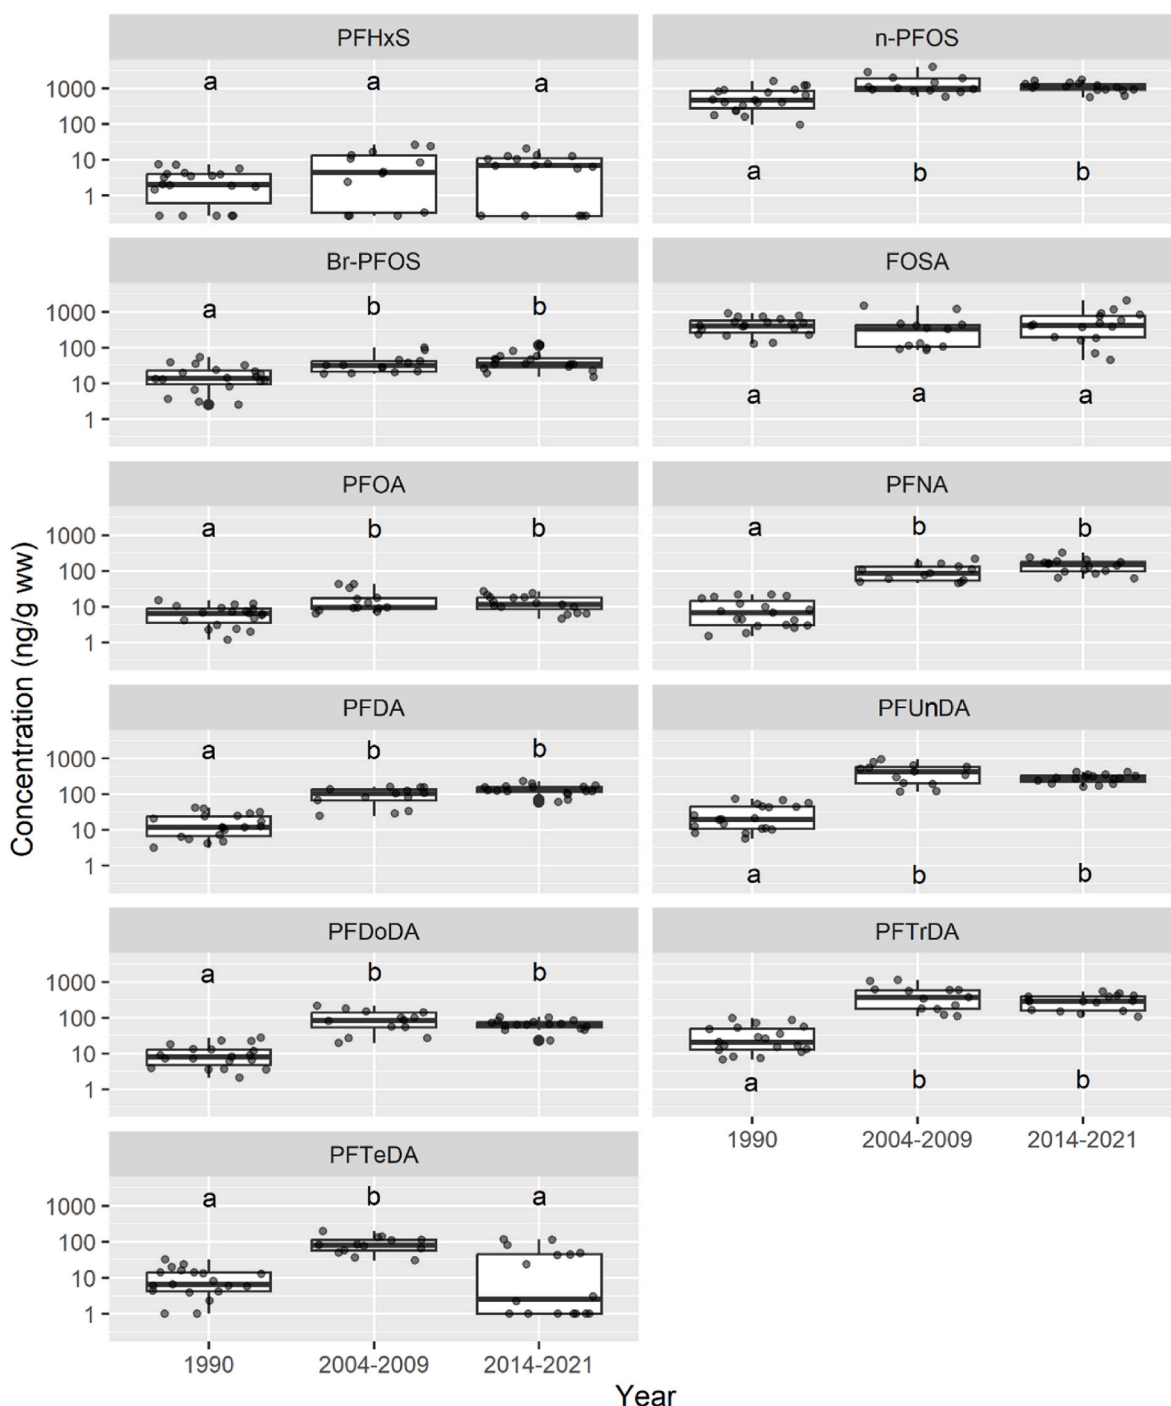 PFHxS n-PFOS
a a a
1000
100
10
1
a b b
Br-PFOS FOSA
a b b
1000
100
10
1
a a a
PFOA PFNA
a b b a b b
1000
100
10
1
PFDA PFUnDA
a b b
1000
100
10
1
a b b
PFDoDA PFTrDA
a b b
1000
100
10
1
a b b
1990 2004-2009 2014-2021
PFTeDA
a b a
1000
100
10
1
1990 2004-2009 2014-2021
Year
Concentration (ng/g ww)